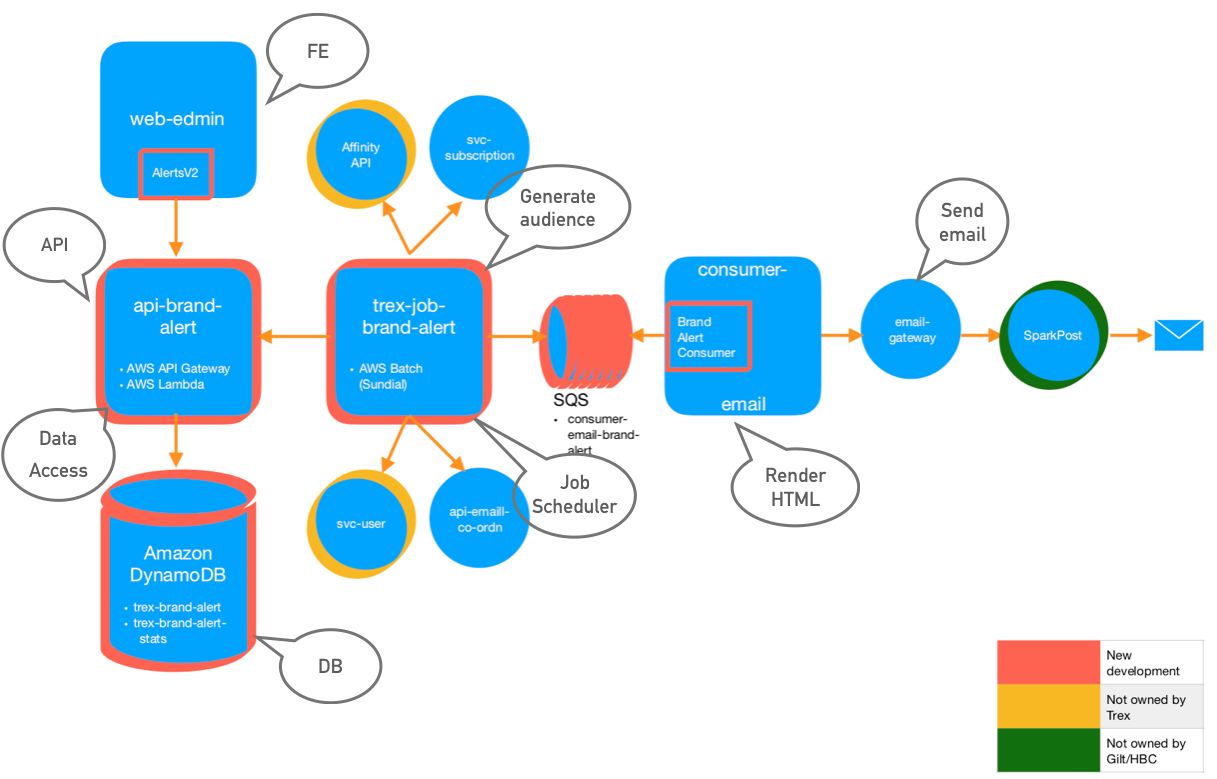 FE
web-edmin
AlertsV2
API
api-brand-
alert
• AWS API Gateway
• AWS Lambda
Data
Access
Amazon
DynamoDB
• trex-brand-alert
• trex-brand-alert-
stats
DB
Affinity
API
svc-
subscription
Generate
audience
trex-job-
brand-alert
• AWS Batch
(Sundial)
svc-user
api-emaill-
co-ordn
Job
Scheduler
SQS
• consumer-
email-brand-
alert
consumer-
Brand
Alert
Consumer
email
Render
HTML
Send
email
email-
gateway
SparkPost
New
development
Not owned by
Trex
Not owned by
Gilt/HBC